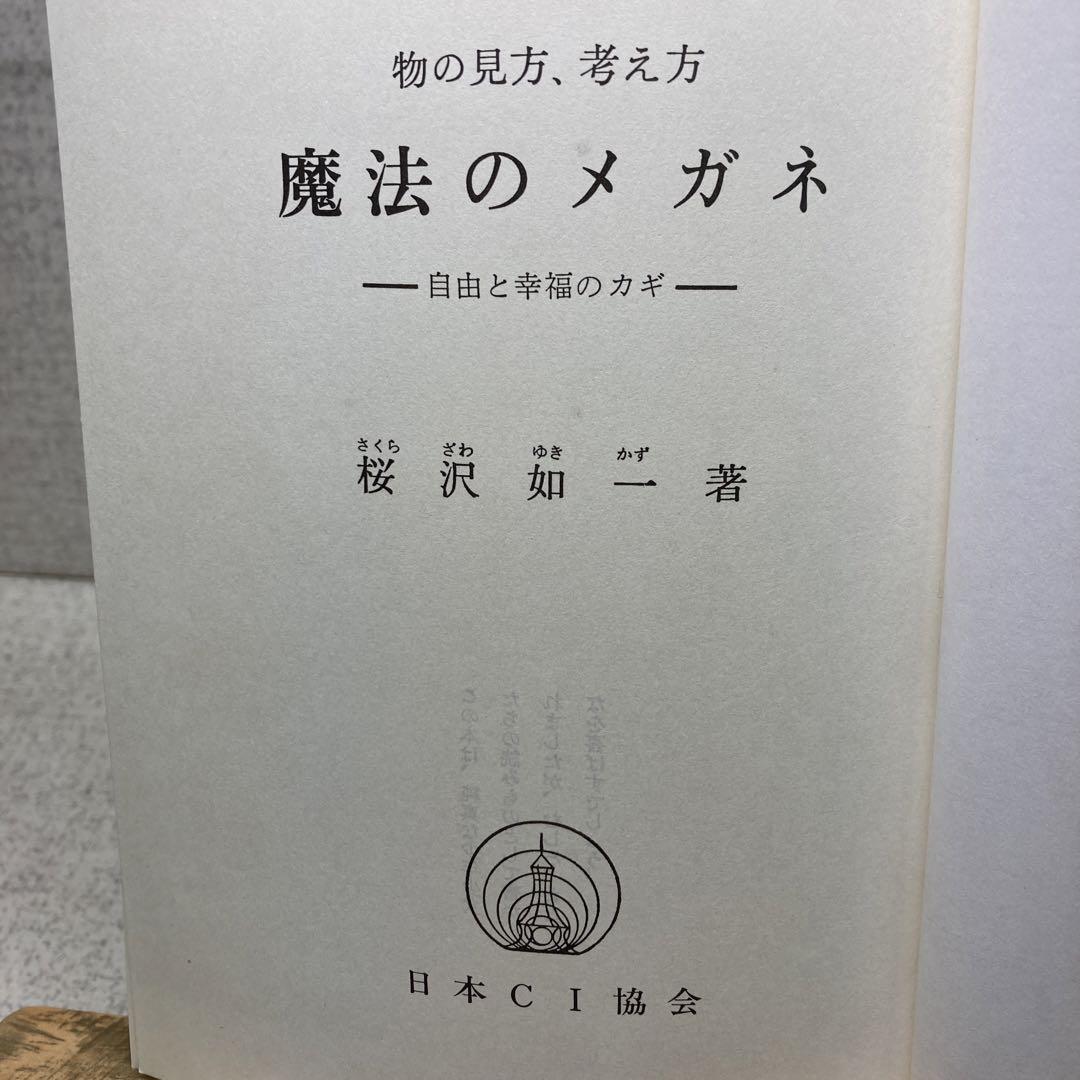 物の見方、考え方
魔法のメガネ
――自由と幸福のカギ――
さくら ざわ ゆき かず
桜沢如一著
日本CI協会